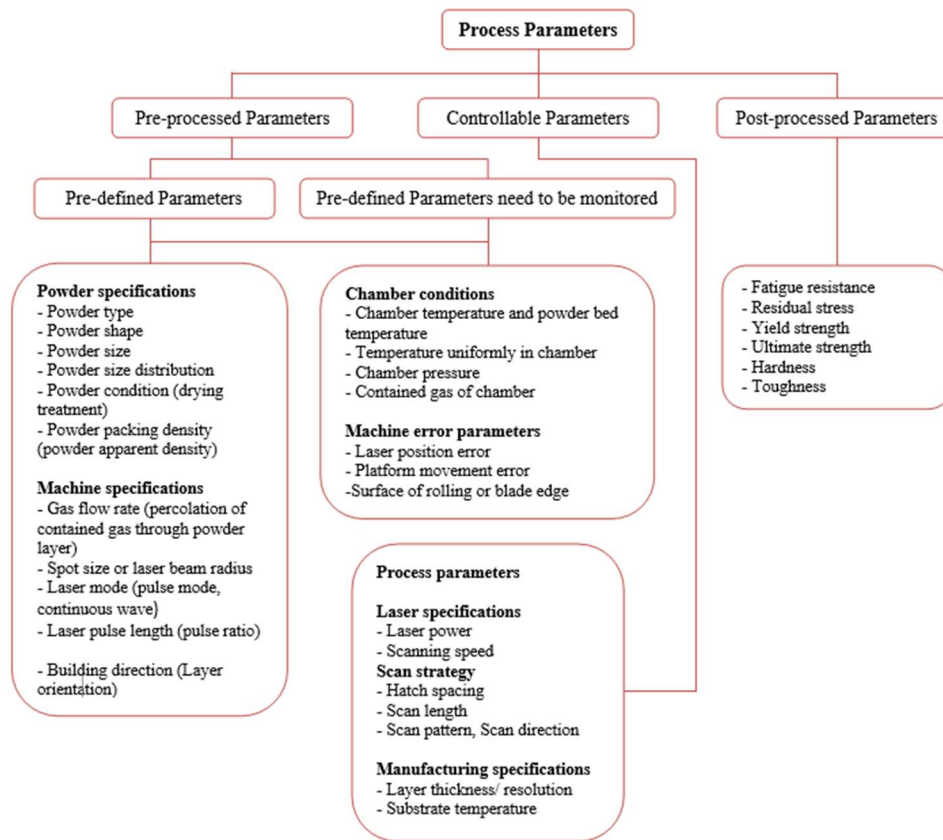 Process Parameters
Pre-processed Parameters
Controllable Parameters
Post-processed Parameters
Pre-defined Parameters
Pre-defined Parameters need to be monitored
Powder specifications
- Powder type
- Powder shape
- Powder size
- Powder size distribution
- Powder condition (drying
treatment)
- Powder packing density
(powder apparent density)
Machine specifications
- Gas flow rate (percolation of
contained gas through powder
layer)
- Spot size or laser beam radius
- Laser mode (pulse mode,
continuous wave)
- Laser pulse length (pulse ratio)
- Building direction (Layer
orientation)
Chamber conditions
- Chamber temperature and powder bed
temperature
- Temperature uniformly in chamber
- Chamber pressure
- Contained gas of chamber
Machine error parameters
- Laser position error
- Platform movement error
-Surface of rolling or blade edge
Process parameters
Laser specifications
- Laser power
- Scanning speed
Scan strategy
- Hatch spacing
- Scan length
- Scan pattern, Scan direction
Manufacturing specifications
- Layer thickness/ resolution
- Substrate temperature
- Fatigue resistance
- Residual stress
- Yield strength
- Ultimate strength
- Hardness
- Toughness